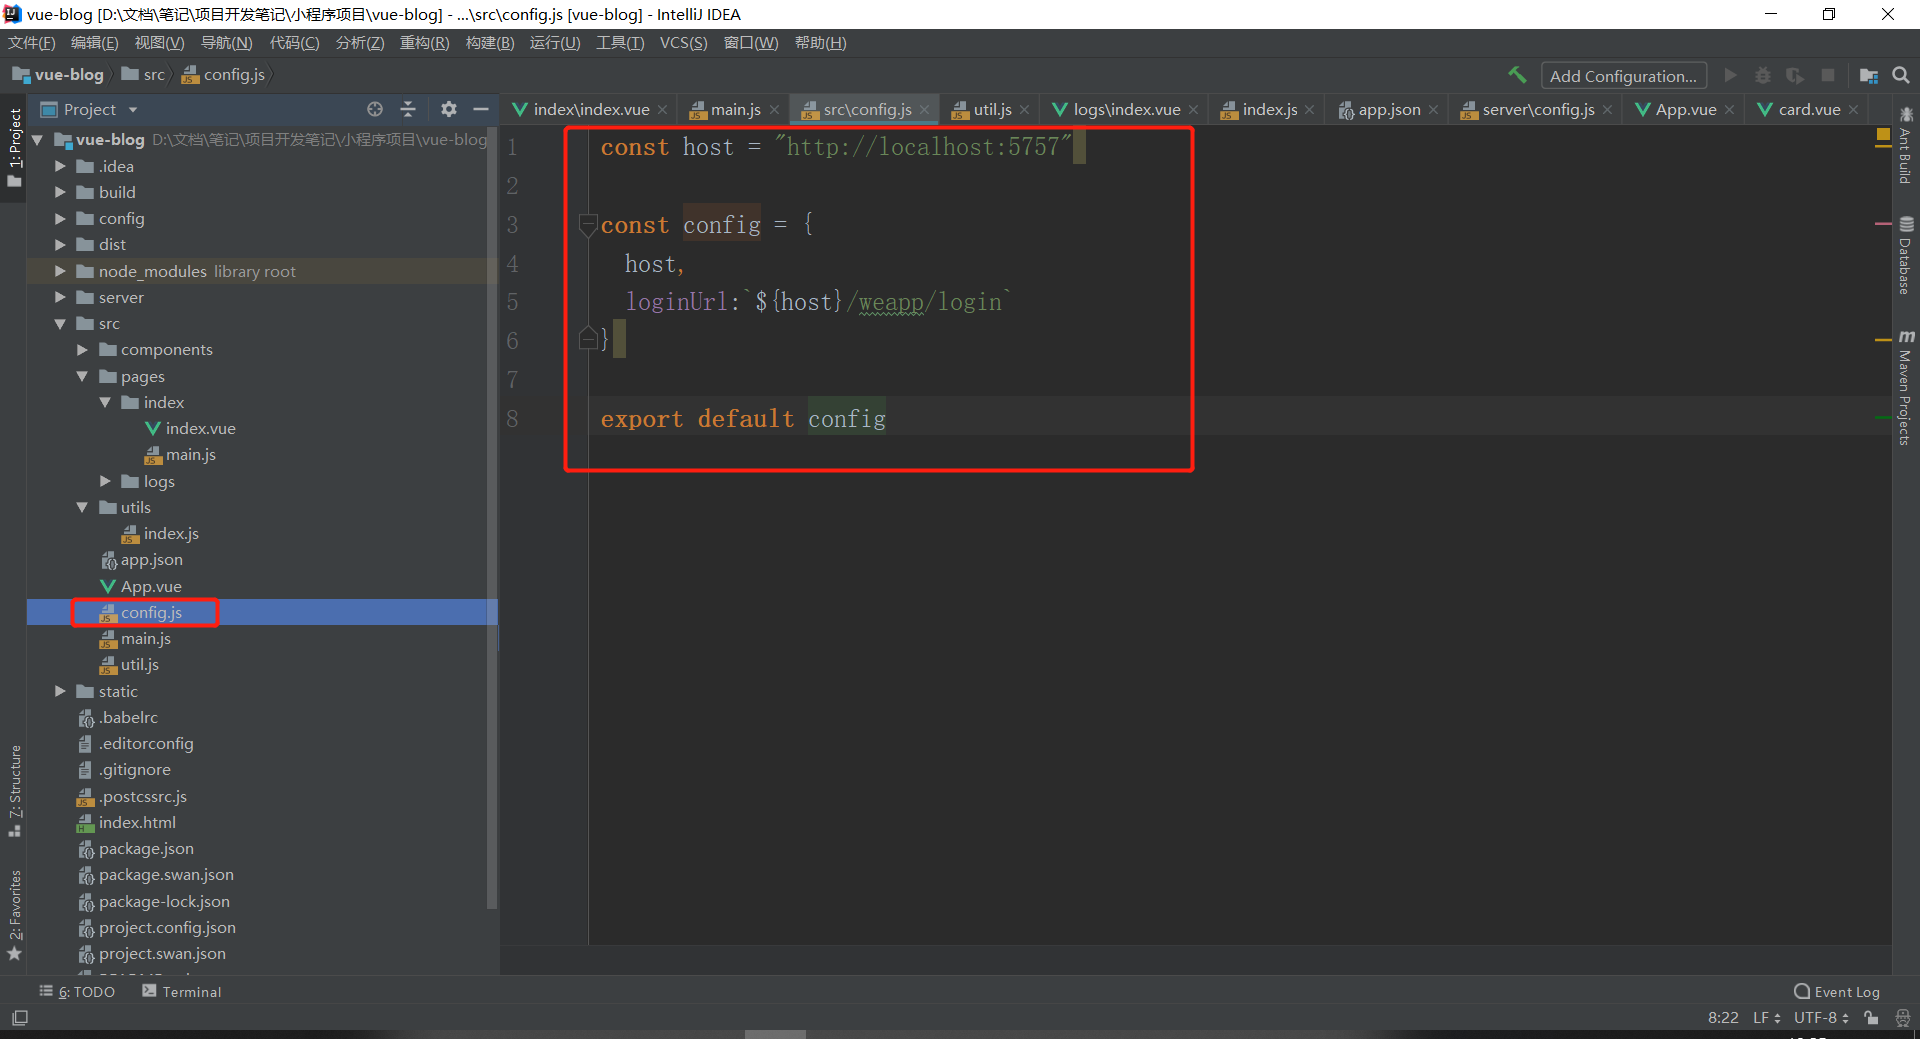 vue-blog [D:\文档\笔记\项目开发笔记\小程序项目\vue-blog] - ...\src\config.js [vue-blog] - IntelliJ IDEA
文件(F) 编辑(E) 视图(V) 导航(N) 代码(C) 分析(Z) 重构(R) 构建(B) 运行(U) 工具(T) VCS(S) 窗口(W) 帮助(H)
vue-blog src config.js Add Configuration...
Project index\index.vue main.js src\config.js util.js logs\index.vue index.js app.json server\config.js App.vue card.vue
1: Project
vue-blog D:\文档\笔记\项目开发笔记\小程序项目\vue-blog
.idea
build
config
dist
node_modules library root
server
src
components
pages
index
index.vue
main.js
logs
utils
index.js
app.json
App.vue
config.js
main.js
util.js
static
.babelrc
.editorconfig
.gitignore
.postcssrc.js
index.html
package.json
package.swan.json
package-lock.json
project.config.json
project.swan.json
7: Structure
2: Favorites
1 const host = "http://localhost:5757"
2
3 const config = {
4 host,
5 loginUrl:`${host}/weapp/login`
6 }
7
8 export default config
Ant Build
Database
m Maven Projects
6: TODO Terminal Event Log
8:22 LF UTF-8